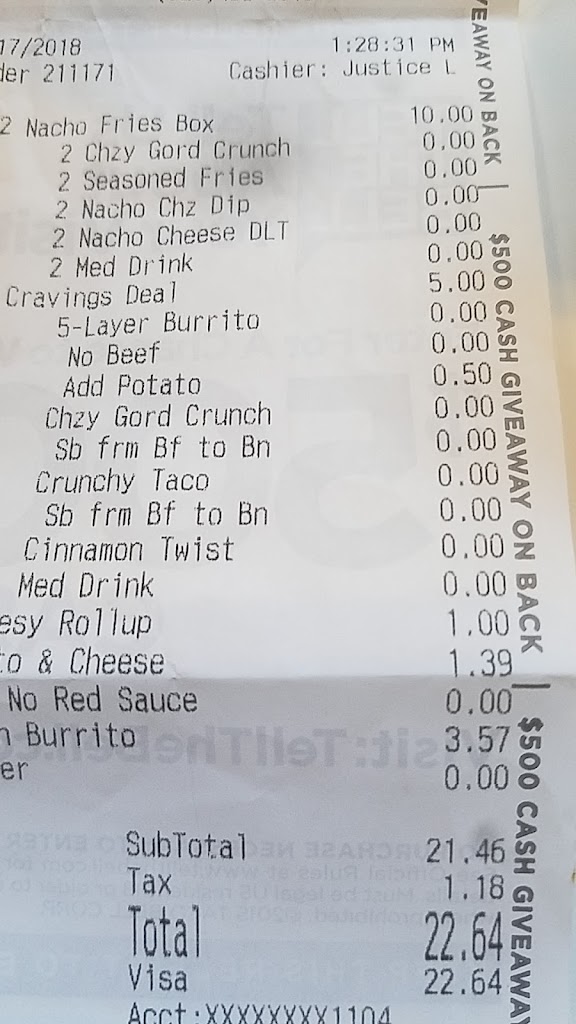 17/2018 1:28:31 PM
der 211171 Cashier: Justice L
2 Nacho Fries Box 10.00
2 Chzy Gord Crunch 0.00
2 Seasoned Fries 0.00
2 Nacho Chz Dip 0.00
2 Nacho Cheese DLT 0.00
2 Med Drink 0.00
Cravings Deal 5.00
5-Layer Burrito 0.00
No Beef 0.00
Add Potato 0.50
Chzy Gord Crunch 0.00
Sb frm Bf to Bn 0.00
Crunchy Taco 0.00
Sb frm Bf to Bn 0.00
Cinnamon Twist 0.00
Med Drink 0.00
esy Rollup 1.00
to & Cheese 1.39
No Red Sauce 0.00
n Burrito 3.57
er 0.00
SubTotal 21.46
Tax 1.18
Total 22.64
Visa 22.64
Acct:XXXXXXXX1104
VEAWAY ON BACK
$500 CASH GIVEAWAY ON BACK
$500 CASH GIVEAWAY
Visit: TellTheBell.co